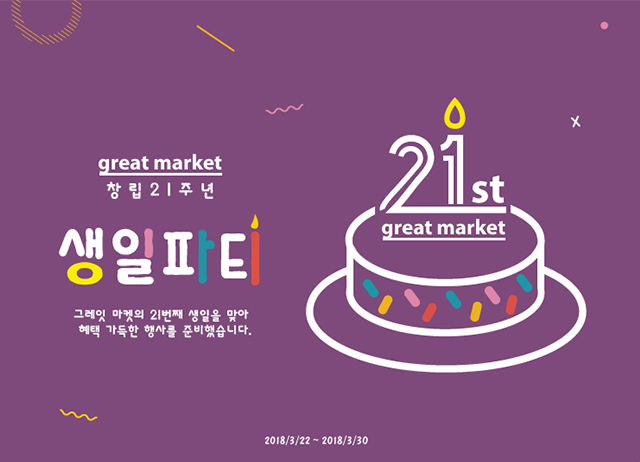 great market
창립21주년
생일파티
그레잇 마켓의 21번째 생일을 맞아
혜택 가득한 행사를 준비했습니다.
21st
great market
2018/3/22 ~ 2018/3/30